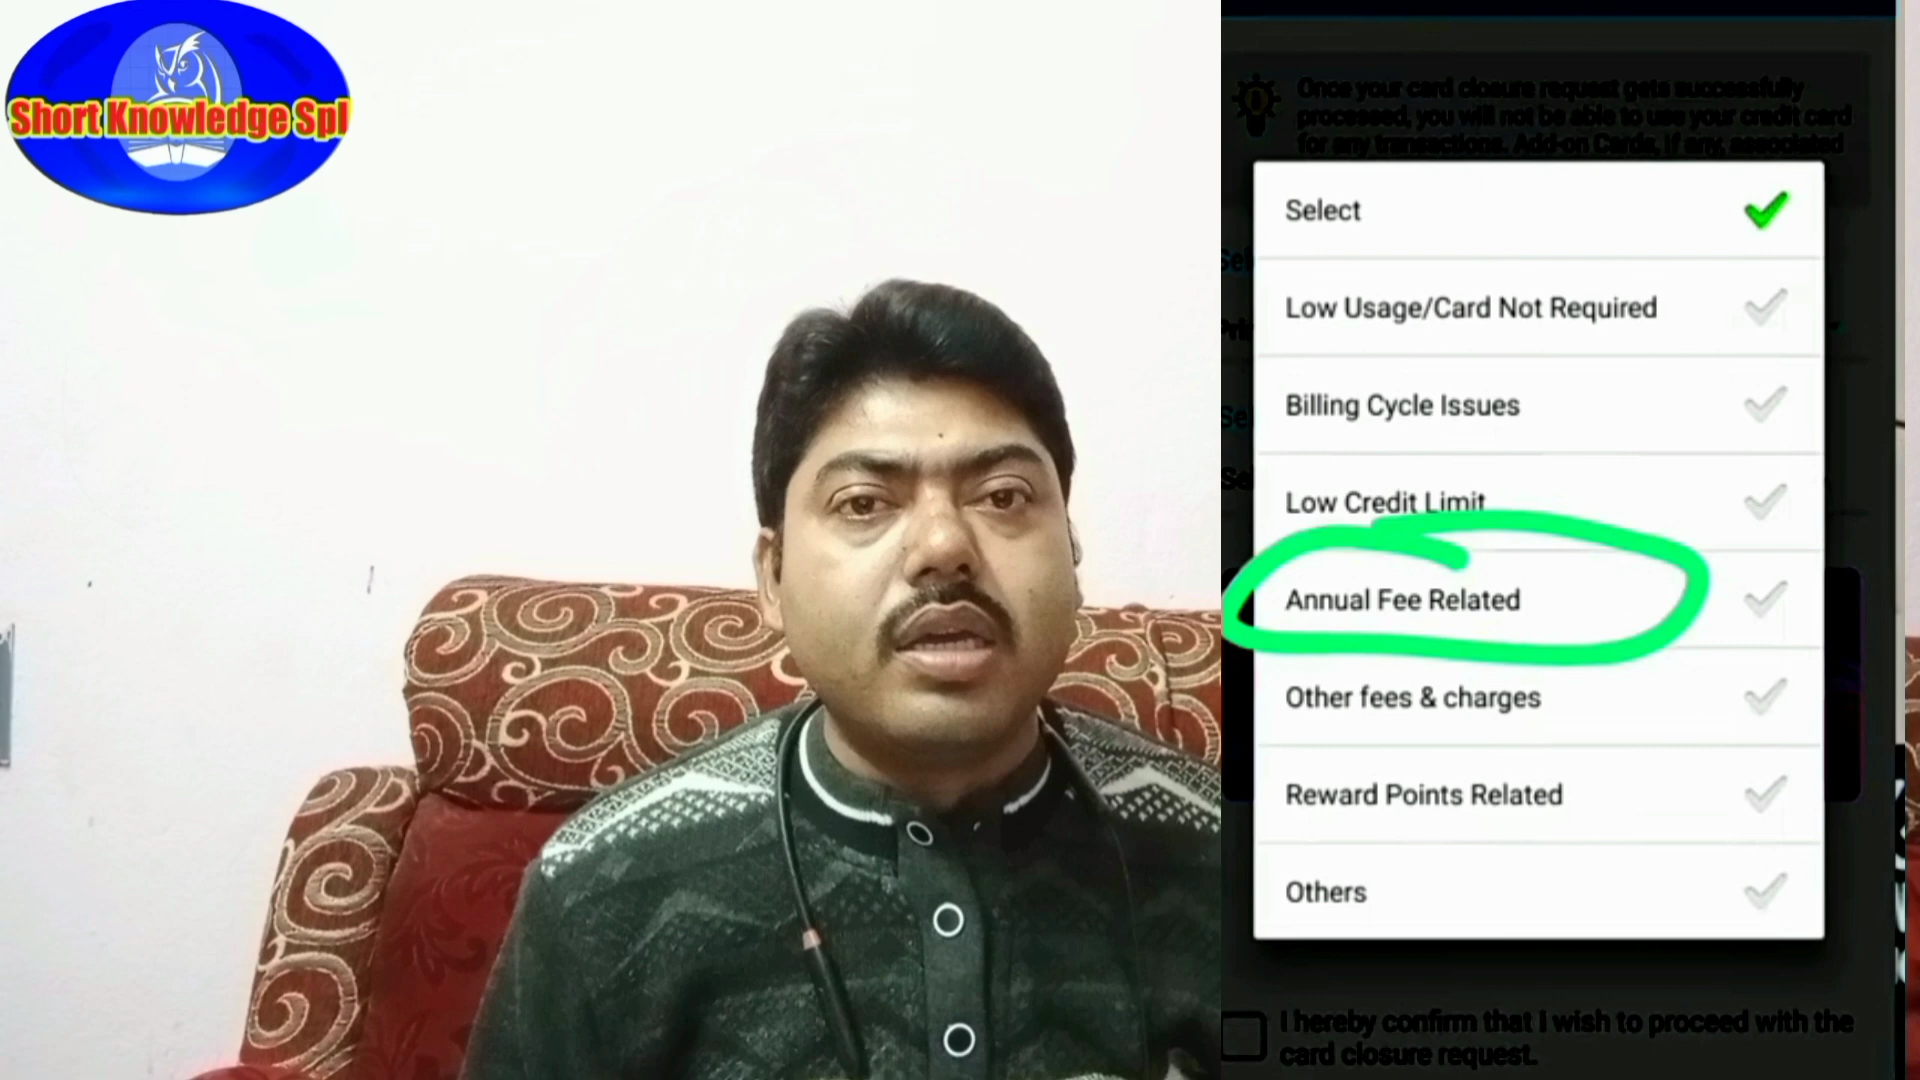 Short Knowledge Spl
Once your card closure request gets successfully
processed, you will not be able to use your credit card
for any transactions. Add-on Cards, if any, associated
Select
Low Usage/Card Not Required
Billing Cycle Issues
Low Credit Limit
Annual Fee Related
Other fees & charges
Reward Points Related
Others
I hereby confirm that I wish to proceed with the
card closure request.